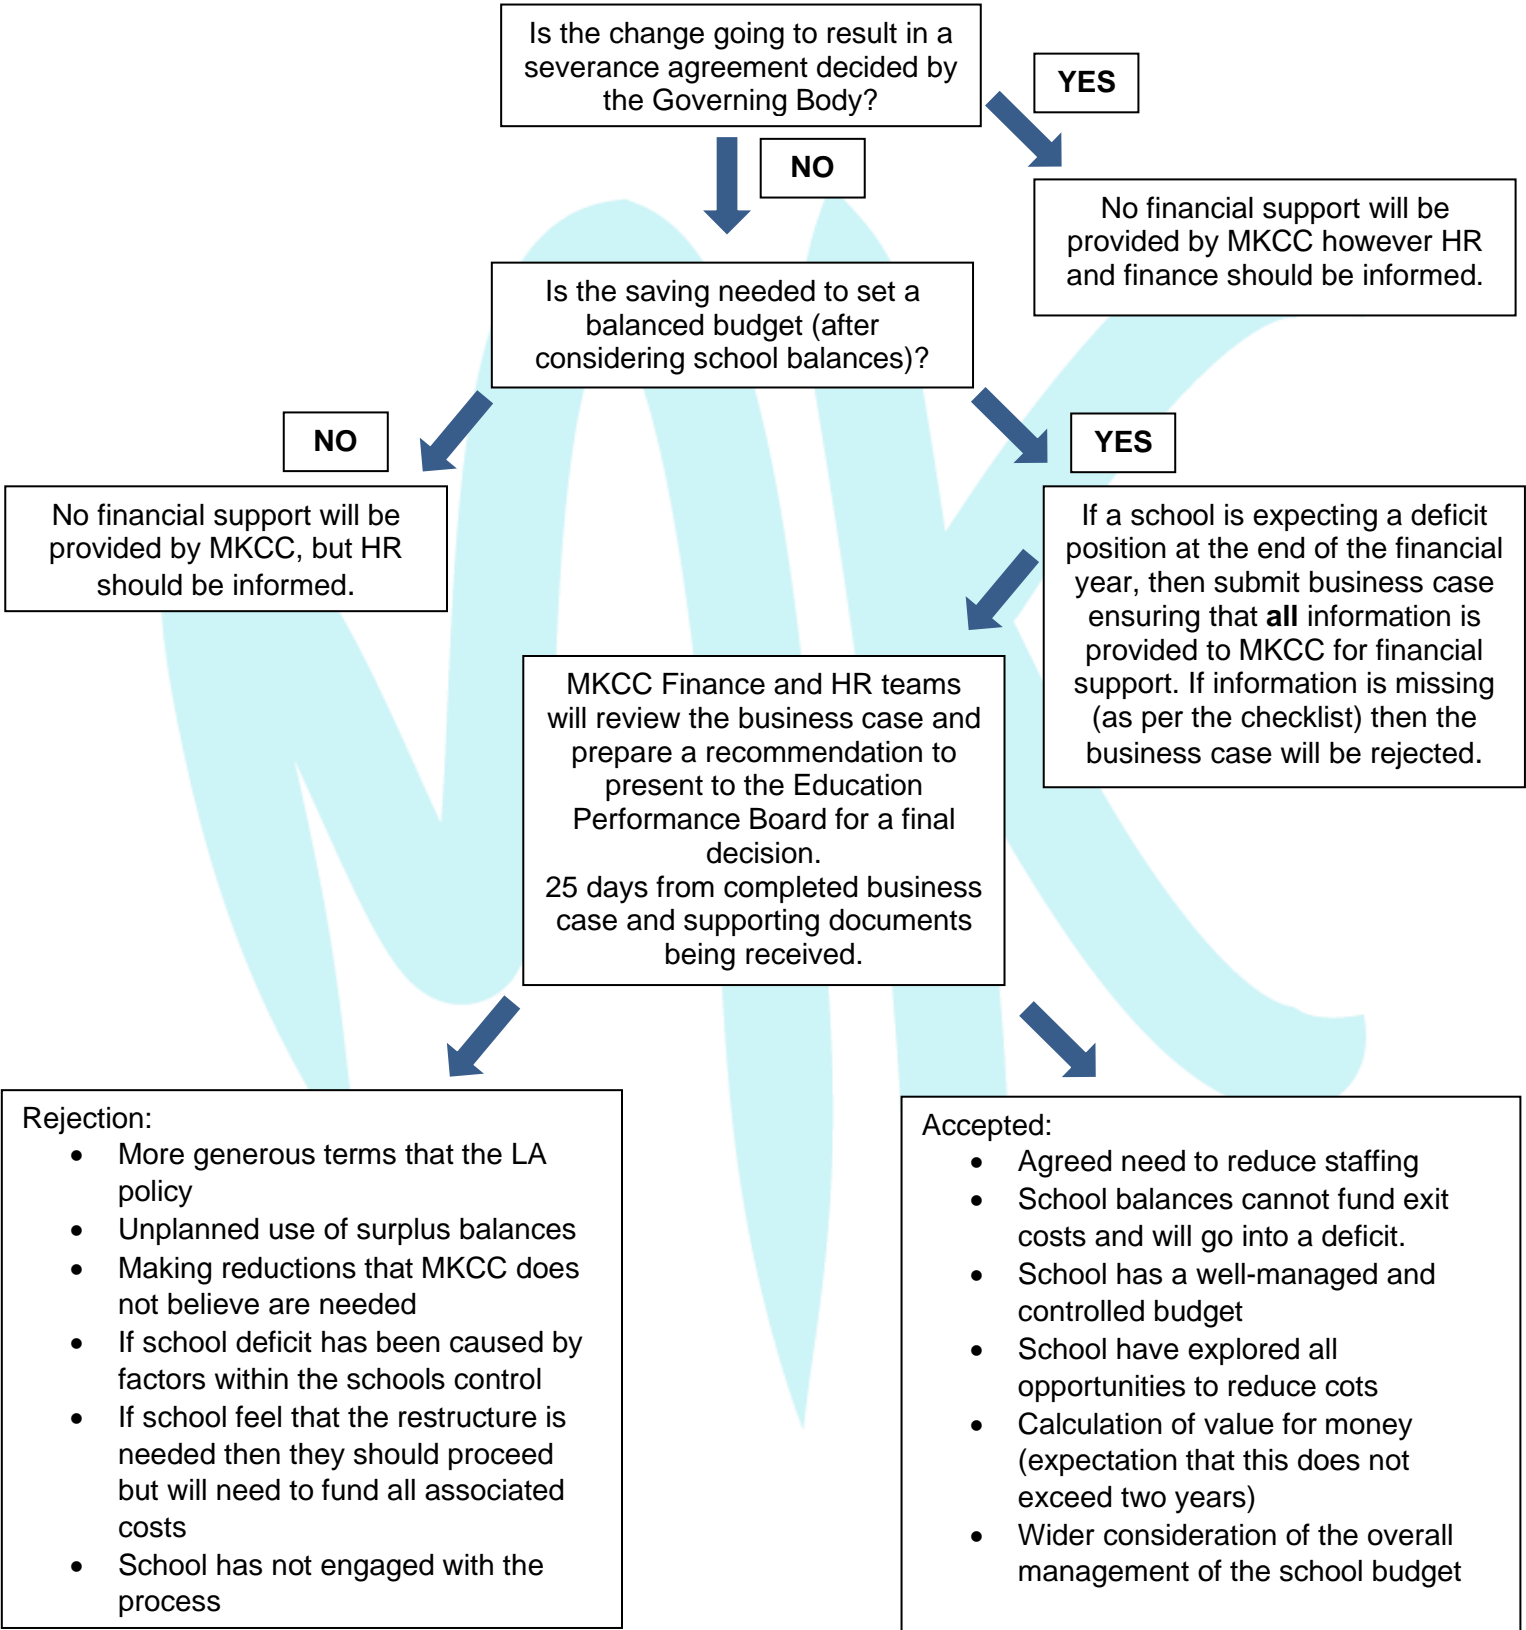 Is the change going to result in a
severance agreement decided by
the Governing Body?
YES
NO
No financial support will be
provided by MKCC however HR
and finance should be informed.
Is the saving needed to set a
balanced budget (after
considering school balances)?
NO
YES
No financial support will be
provided by MKCC, but HR
should be informed.
If a school is expecting a deficit
position at the end of the financial
year, then submit business case
ensuring that all information is
provided to MKCC for financial
support. If information is missing
(as per the checklist) then the
business case will be rejected.
MKCC Finance and HR teams
will review the business case and
prepare a recommendation to
present to the Education
Performance Board for a final
decision.
25 days from completed business
case and supporting documents
being received.
Rejection:
• More generous terms that the LA
policy
• Unplanned use of surplus balances
• Making reductions that MKCC does
not believe are needed
• If school deficit has been caused by
factors within the schools control
• If school feel that the restructure is
needed then they should proceed
but will need to fund all associated
costs
• School has not engaged with the
process
Accepted:
• Agreed need to reduce staffing
• School balances cannot fund exit
costs and will go into a deficit.
• School has a well-managed and
controlled budget
• School have explored all
opportunities to reduce cots
• Calculation of value for money
(expectation that this does not
exceed two years)
• Wider consideration of the overall
management of the school budget